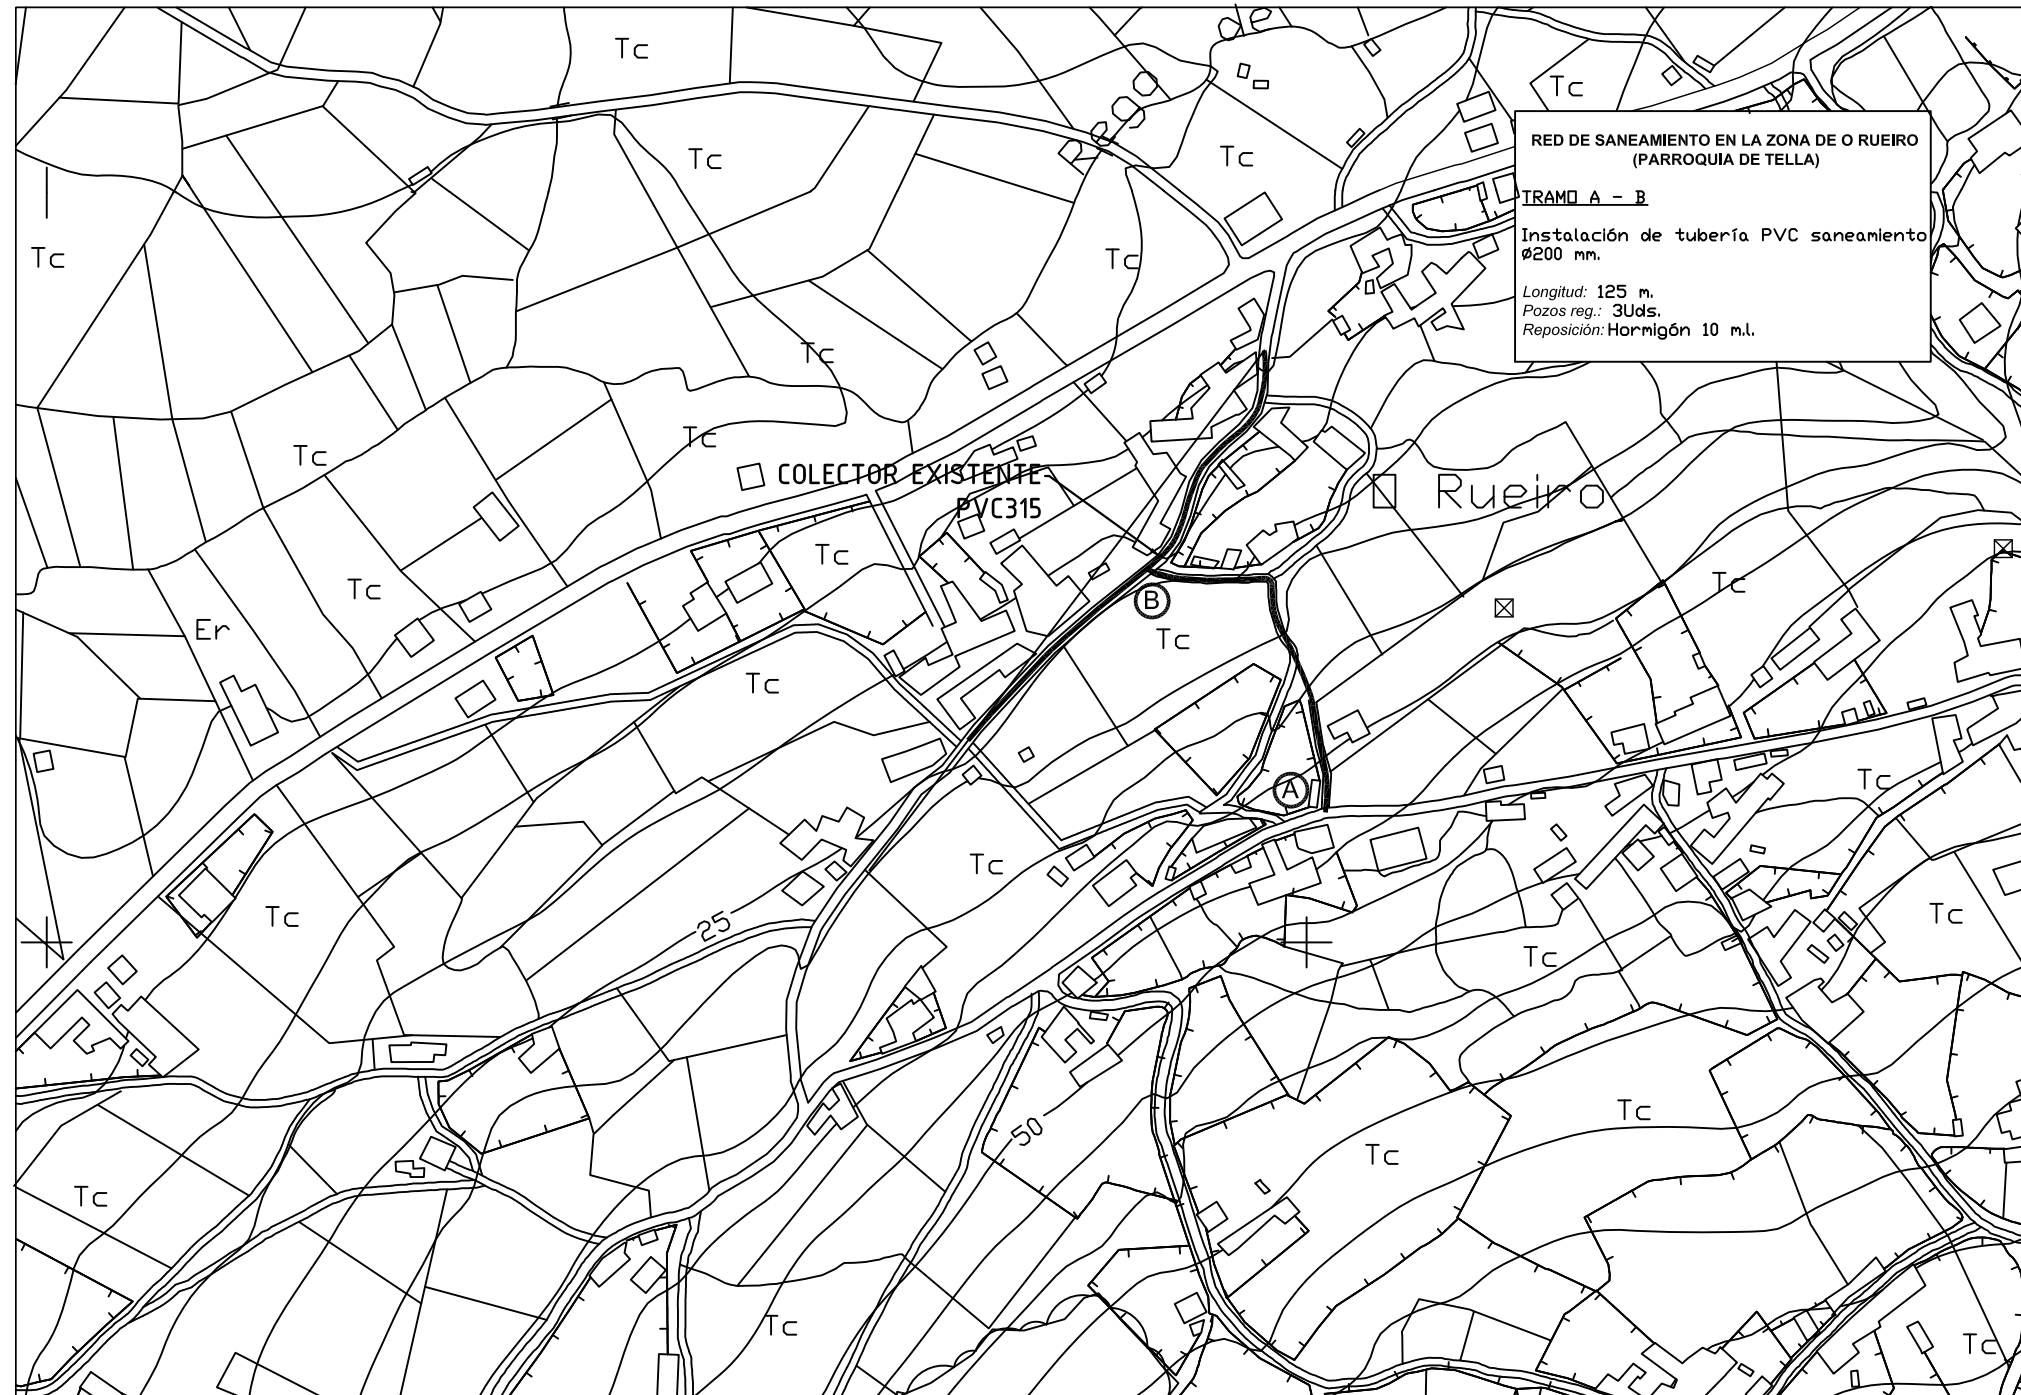 Tc
Tc
RED DE SANEAMIENTO EN LA ZONA DE O RUEIRO
(PARROQUIA DE TELLA)
TRAMO A - B
Instalación de tubería PVC saneamiento
Ø200 mm.
Longitud: 125 m.
Pozos reg.: 3Uds.
Reposición: Hormigón 10 m.l.
Tc
Tc
Tc
Tc
Tc
Tc
Tc
COLECTOR EXISTENTE
PVC315
Rueiro
Tc
Tc
Tc
Er
B
Tc
Tc
A
Tc
Tc
Tc
Tc
25
Tc
Tc
50
Tc
Tc
Tc
Tc
Tc